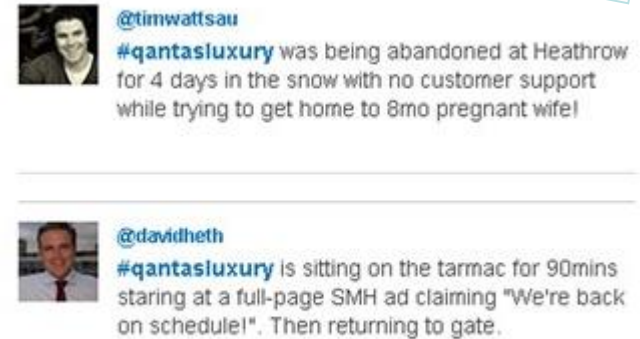 @timwattsau
#qantasluxury was being abandoned at Heathrow
for 4 days in the snow with no customer support
while trying to get home to 8mo pregnant wife!
@davidheth
#qantasluxury is sitting on the tarmac for 90mins
staring at a full-page SMH ad claiming "We're back
on schedule!". Then returning to gate.